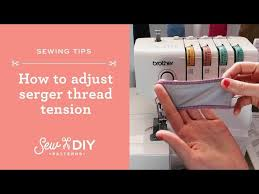 SEWING TIPS
How to adjust
serger thread
tension
Sew DIY
PATTERNS
brother